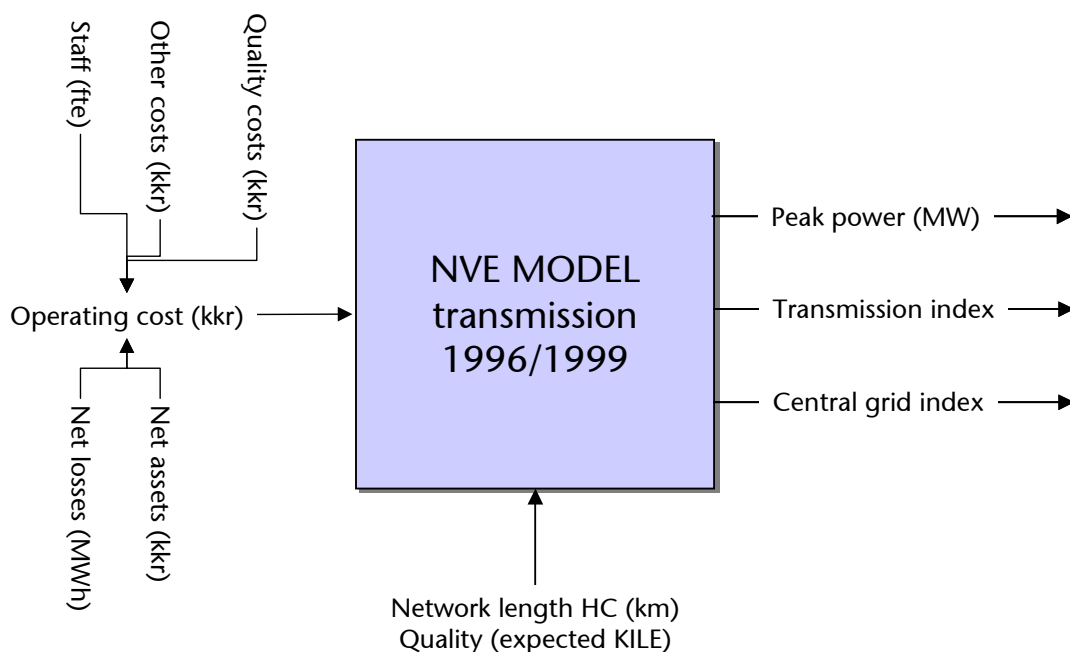 Staff (fte)
Other costs (kkr)
Quality costs (kkr)
Operating cost (kkr)
Net losses (MWh)
Net assets (kkr)
NVE MODEL
transmission
1996/1999
Peak power (MW)
Transmission index
Central grid index
Network length HC (km)
Quality (expected KILE)